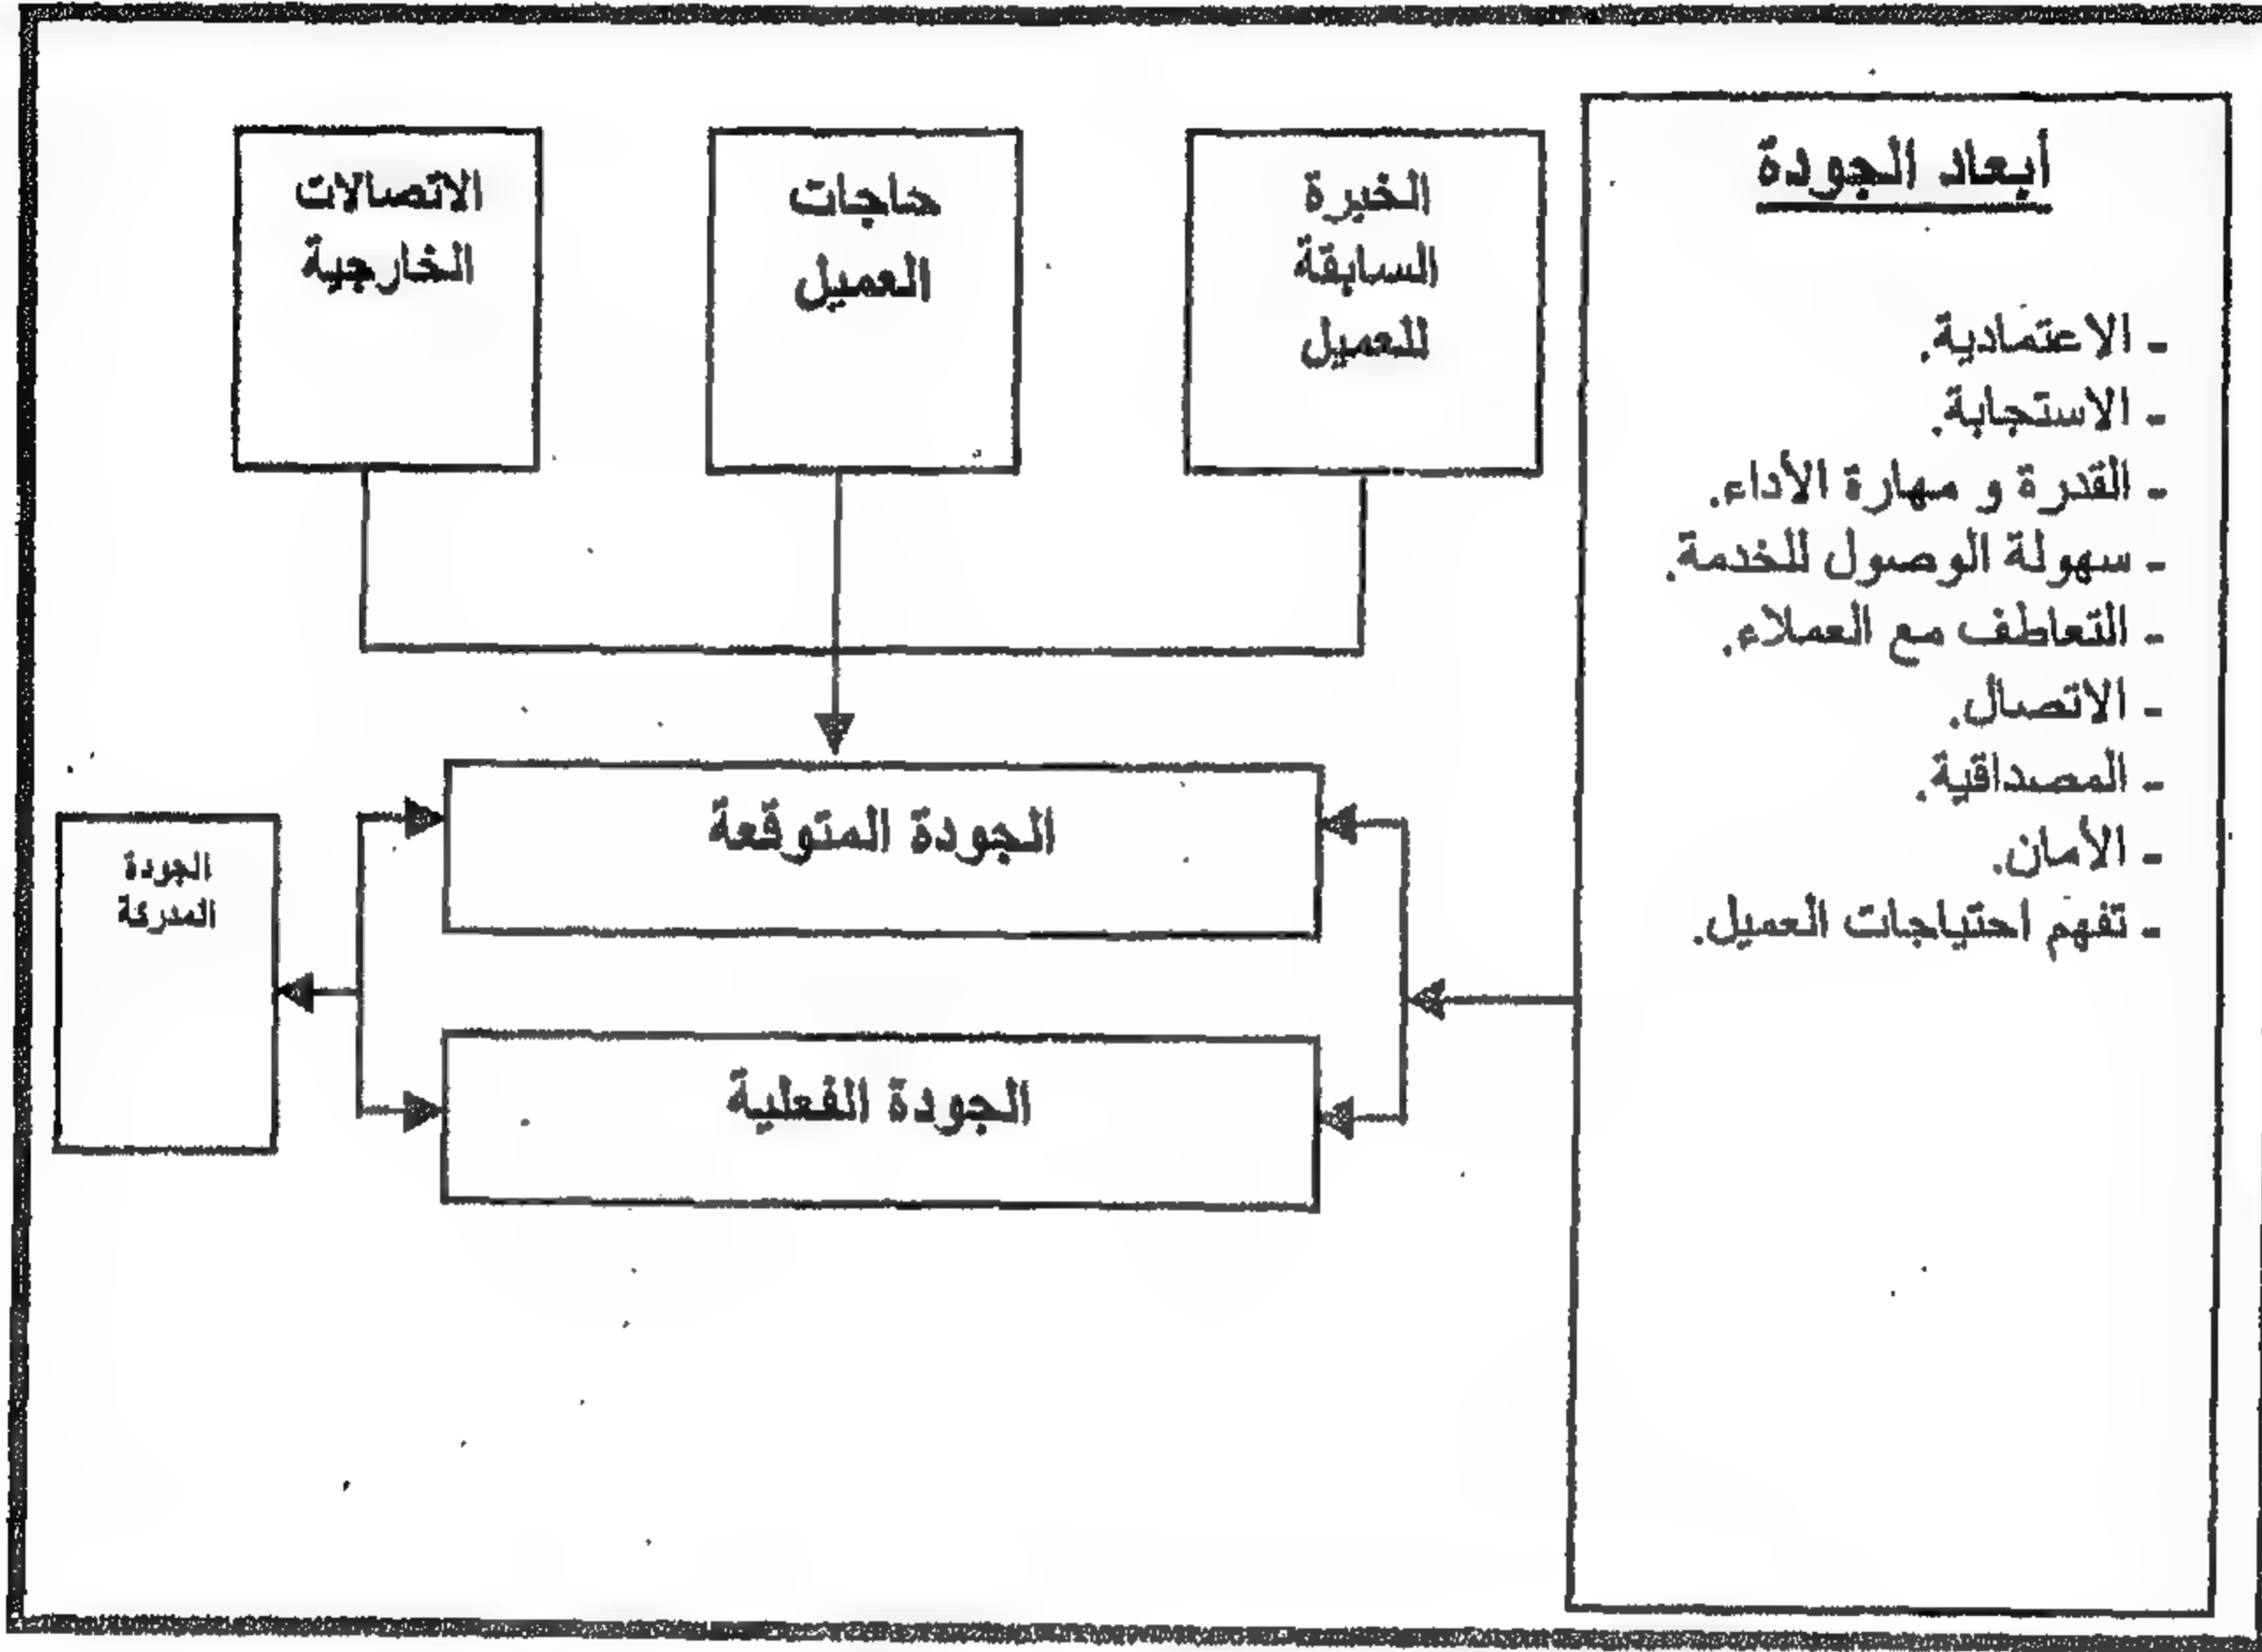 أبعاد الجودة
- الاعتمادية.
- الاستجابة.
- القدرة و مهارة الأداء.
- سهولة الوصول للخدمة.
- التعاطف مع العملاء.
- الاتصال.
- المصداقية.
- الأمان.
- تفهم احتياجات العميل.
الخبرة
السابقة
للعميل
حاجات
العميل
الاتصالات
الخارجية
الجودة المتوقعة
الجودة الفعلية
الجودة
المدركة